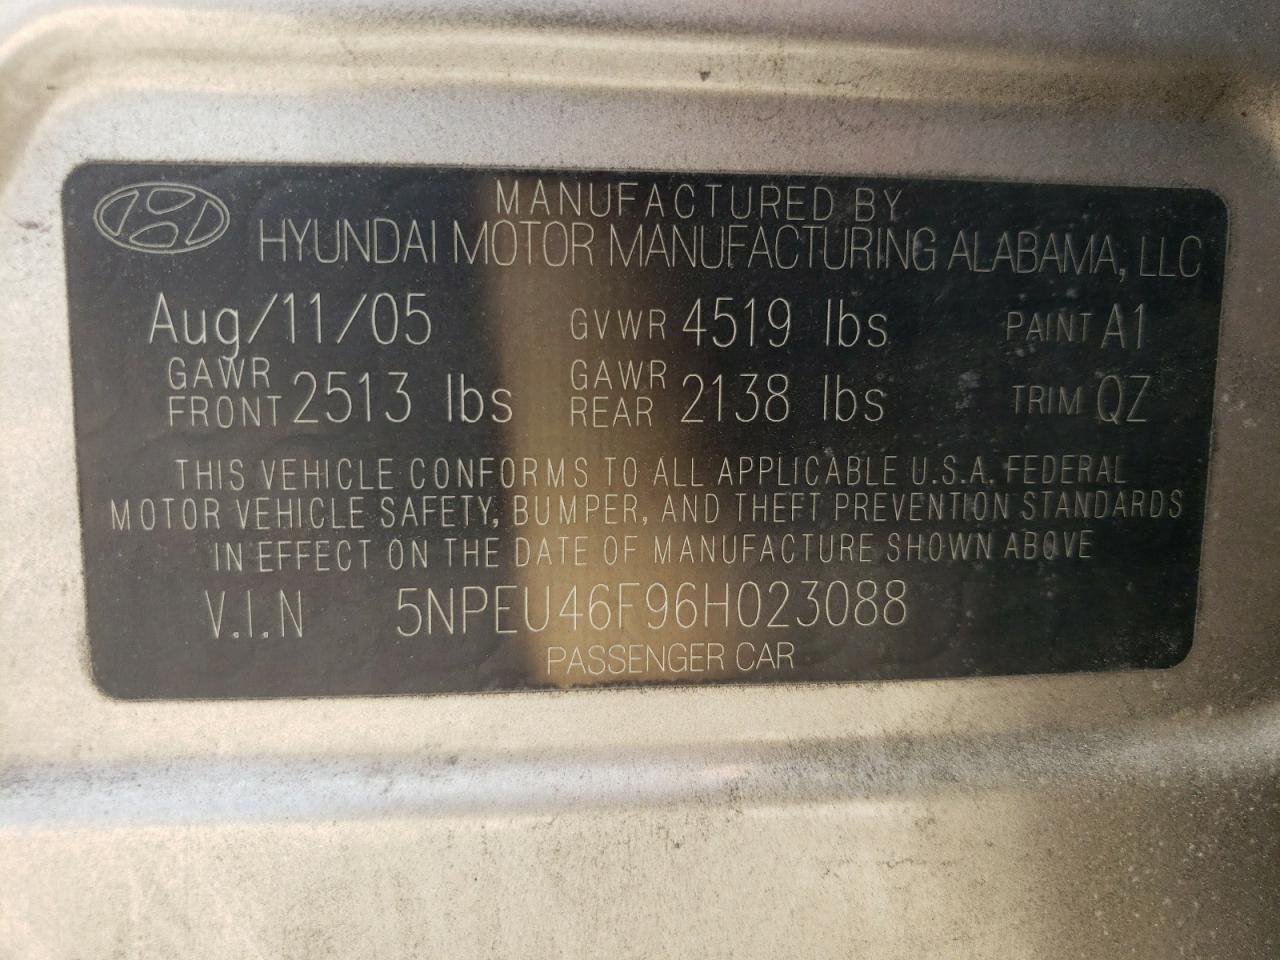 MANUFACTURED BY
HYUNDAI MOTOR MANUFACTURING ALABAMA, LLC
Aug/11/05 GVWR 4519 lbs PAINT A1
GAWR FRONT 2513 lbs GAWR REAR 2138 lbs TRIM QZ
THIS VEHICLE CONFORMS TO ALL APPLICABLE U.S.A. FEDERAL
MOTOR VEHICLE SAFETY, BUMPER, AND THEFT PREVENTION STANDARDS
IN EFFECT ON THE DATE OF MANUFACTURE SHOWN ABOVE
V.I.N 5NPEU46F96H023088
PASSENGER CAR